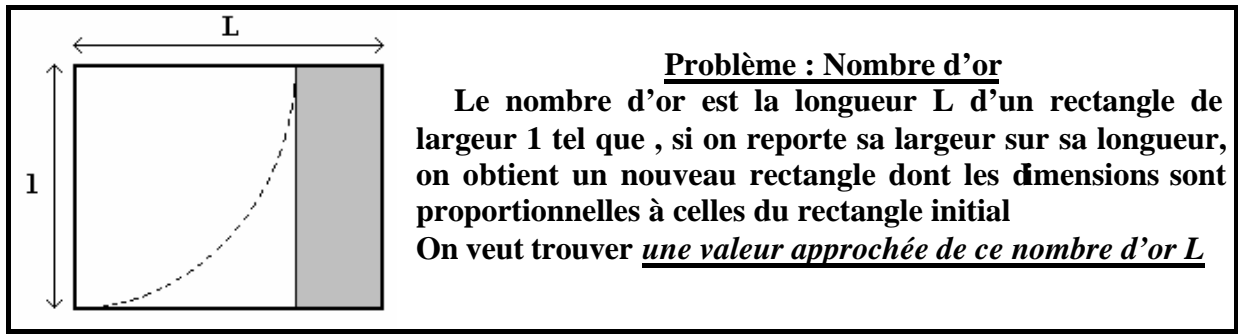 L
1
Problème : Nombre d’or
Le nombre d’or est la longueur L d’un rectangle de
largeur 1 tel que , si on reporte sa largeur sur sa longueur,
on obtient un nouveau rectangle dont les dimensions sont
proportionnelles à celles du rectangle initial
On veut trouver une valeur approchée de ce nombre d’or L